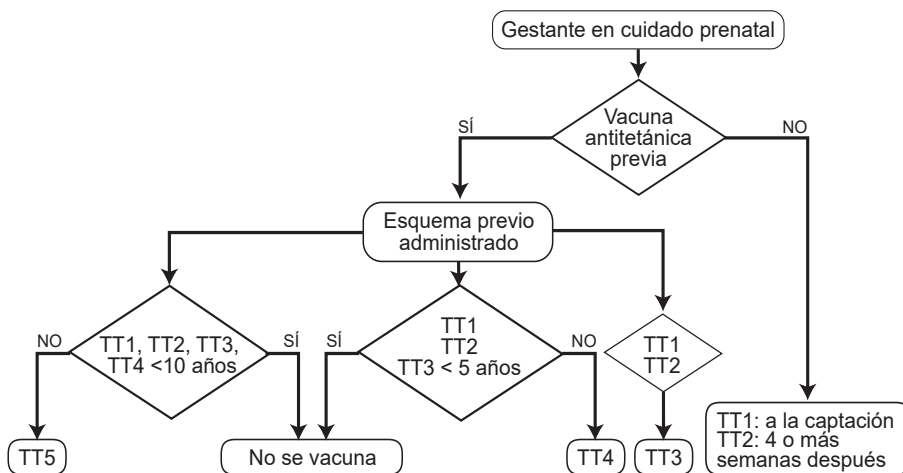 Gestante en cuidado prenatal
Vacuna
antitetánica
previa
SÍ
NO
Esquema previo
administrado
NO
TT1, TT2, TT3,
TT4 <10 años
SÍ
SÍ
TT1
TT2
TT3 < 5 años
NO
TT1
TT2
TT5
No se vacuna
TT4
TT3
TT1: a la captación
TT2: 4 o más
semanas después